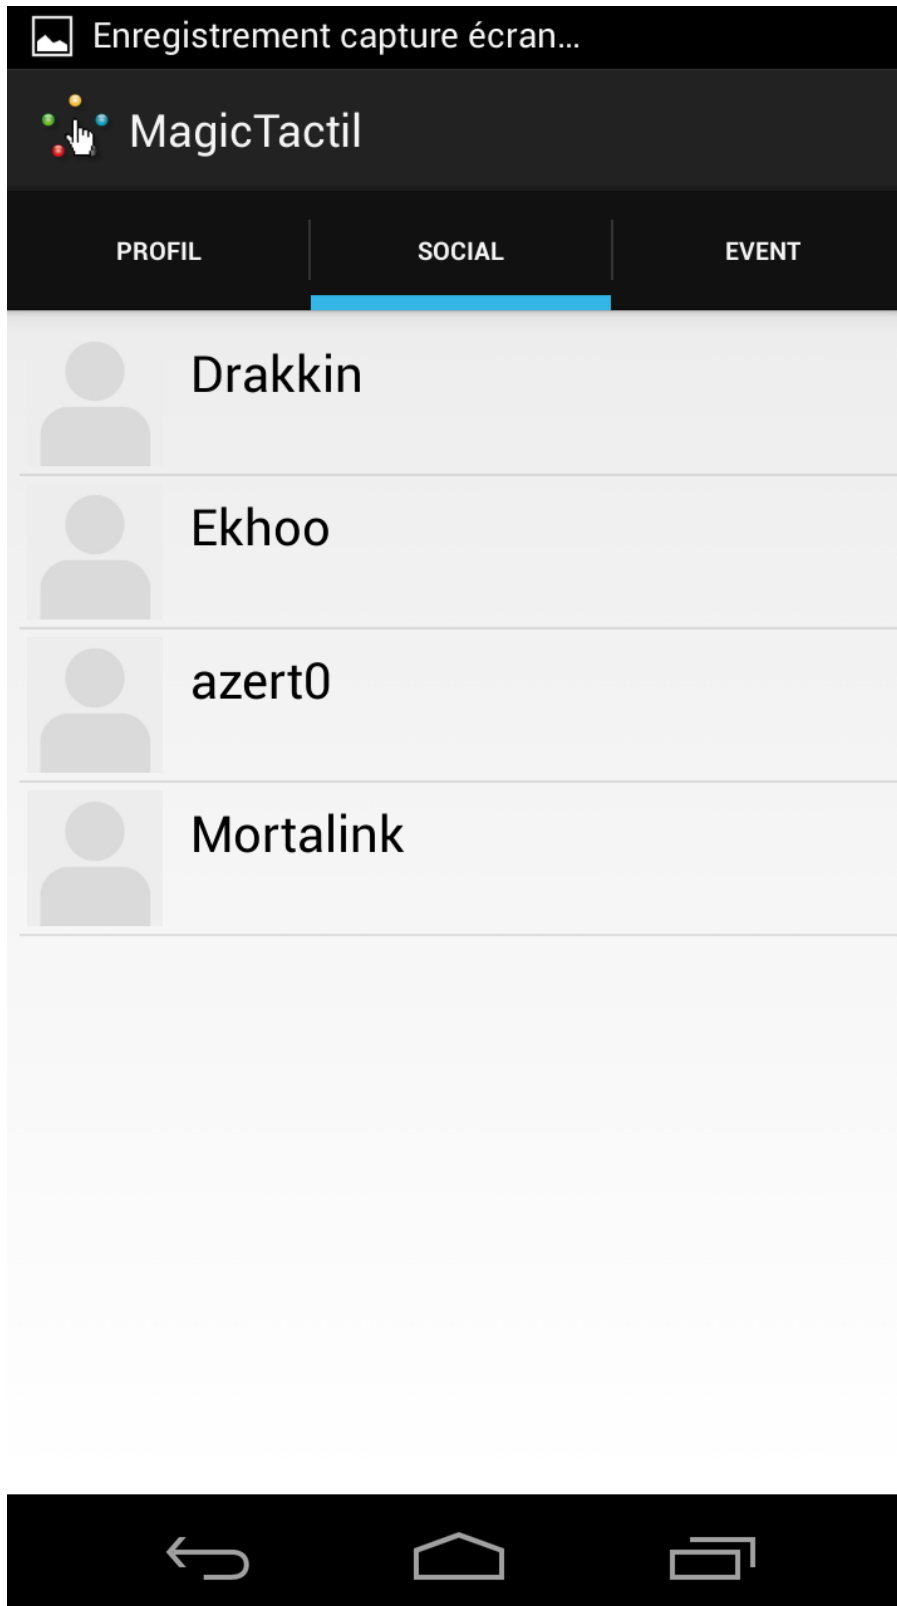 Enregistrement capture écran...
MagicTactil
PROFIL SOCIAL EVENT
Drakkin
Ekhoo
azert0
Mortalink